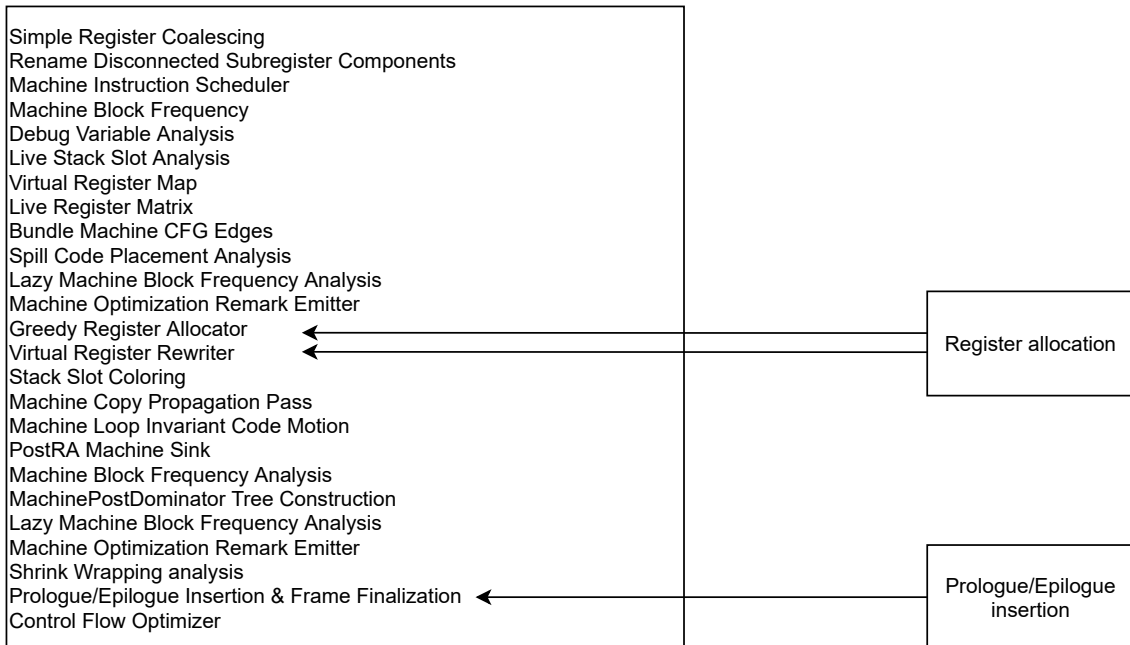 Simple Register Coalescing
Rename Disconnected Subregister Components
Machine Instruction Scheduler
Machine Block Frequency
Debug Variable Analysis
Live Stack Slot Analysis
Virtual Register Map
Live Register Matrix
Bundle Machine CFG Edges
Spill Code Placement Analysis
Lazy Machine Block Frequency Analysis
Machine Optimization Remark Emitter
Greedy Register Allocator
Virtual Register Rewriter
Stack Slot Coloring
Machine Copy Propagation Pass
Machine Loop Invariant Code Motion
PostRA Machine Sink
Machine Block Frequency Analysis
MachinePostDominator Tree Construction
Lazy Machine Block Frequency Analysis
Machine Optimization Remark Emitter
Shrink Wrapping analysis
Prologue/Epilogue Insertion & Frame Finalization
Control Flow Optimizer
Register allocation
Prologue/Epilogue
insertion